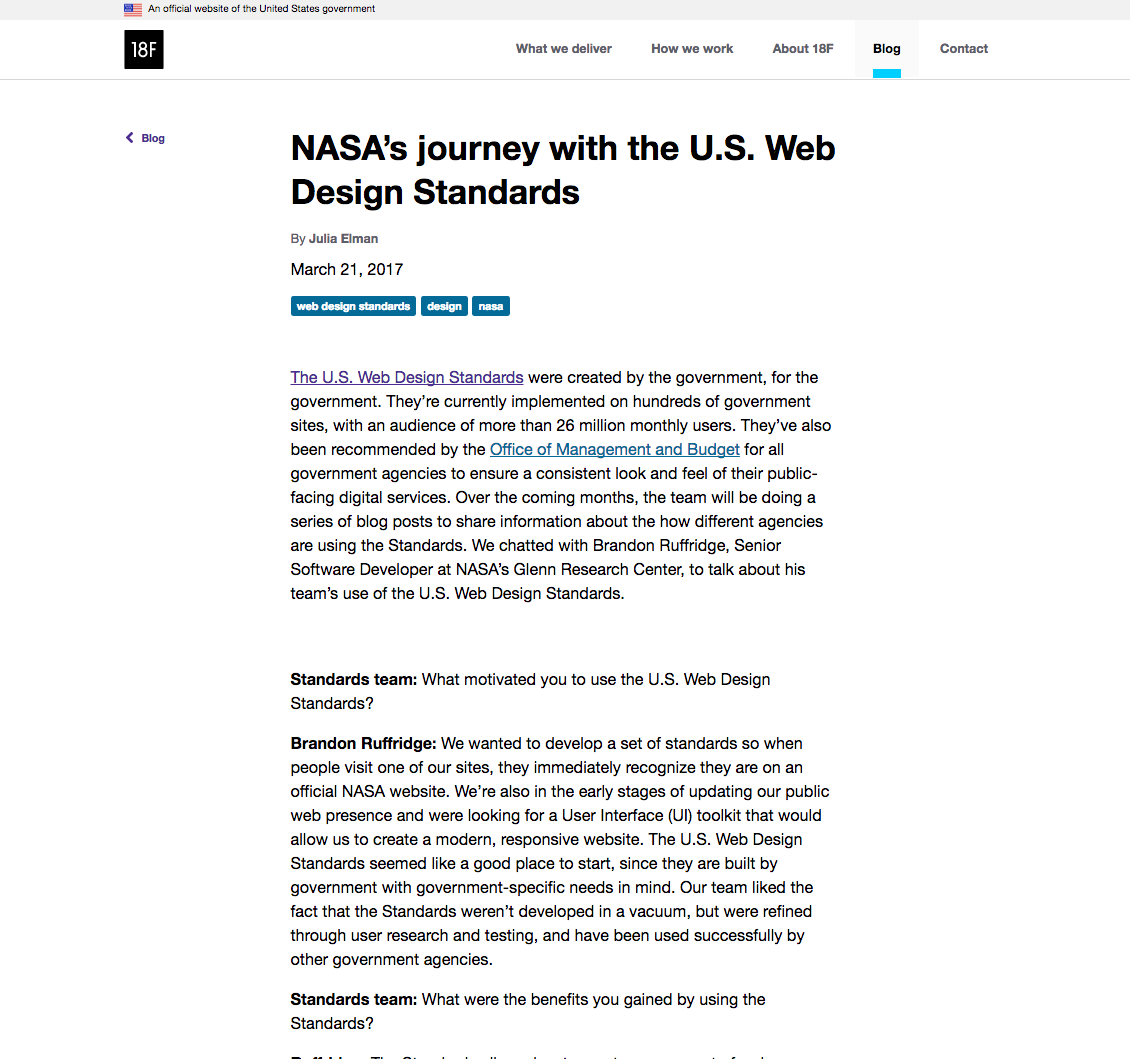 An official website of the United States government
18F
What we deliver How we work About 18F Blog Contact
Blog
NASA’s journey with the U.S. Web
Design Standards
By Julia Elman
March 21, 2017
web design standards design nasa
The U.S. Web Design Standards were created by the government, for the
government. They’re currently implemented on hundreds of government
sites, with an audience of more than 26 million monthly users. They’ve also
been recommended by the Office of Management and Budget for all
government agencies to ensure a consistent look and feel of their public-
facing digital services. Over the coming months, the team will be doing a
series of blog posts to share information about the how different agencies
are using the Standards. We chatted with Brandon Ruffridge, Senior
Software Developer at NASA’s Glenn Research Center, to talk about his
team’s use of the U.S. Web Design Standards.
Standards team: What motivated you to use the U.S. Web Design
Standards?
Brandon Ruffridge: We wanted to develop a set of standards so when
people visit one of our sites, they immediately recognize they are on an
official NASA website. We’re also in the early stages of updating our public
web presence and were looking for a User Interface (UI) toolkit that would
allow us to create a modern, responsive website. The U.S. Web Design
Standards seemed like a good place to start, since they are built by
government with government-specific needs in mind. Our team liked the
fact that the Standards weren’t developed in a vacuum, but were refined
through user research and testing, and have been used successfully by
other government agencies.
Standards team: What were the benefits you gained by using the
Standards?